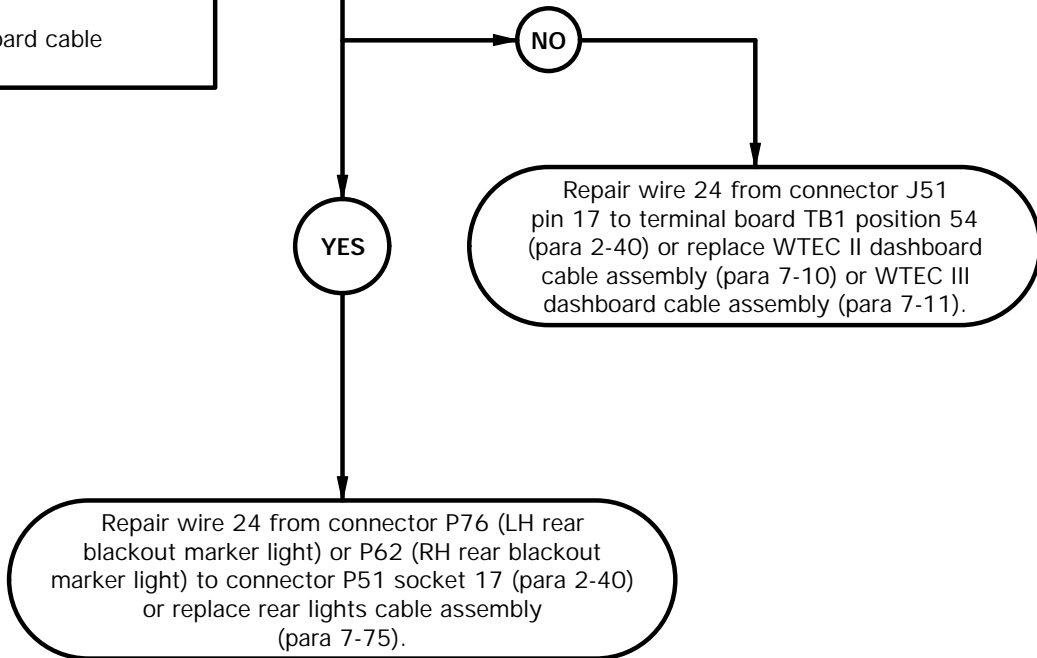 cable
NO
Repair wire 24 from connector J51
pin 17 to terminal board TB1 position 54
(para 2-40) or replace WTEC II dashboard
cable assembly (para 7-10) or WTEC III
dashboard cable assembly (para 7-11).
YES
Repair wire 24 from connector P76 (LH rear
blackout marker light) or P62 (RH rear blackout
marker light) to connector P51 socket 17 (para 2-40)
or replace rear lights cable assembly
(para 7-75).